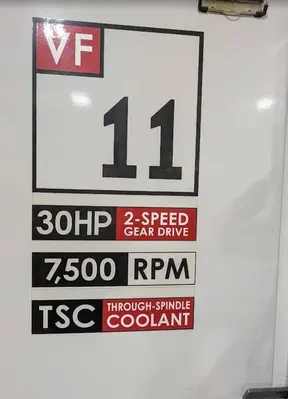 VF
11
30HP 2-SPEED
GEAR DRIVE
7,500 RPM
TSC THROUGH-SPINDLE
COOLANT